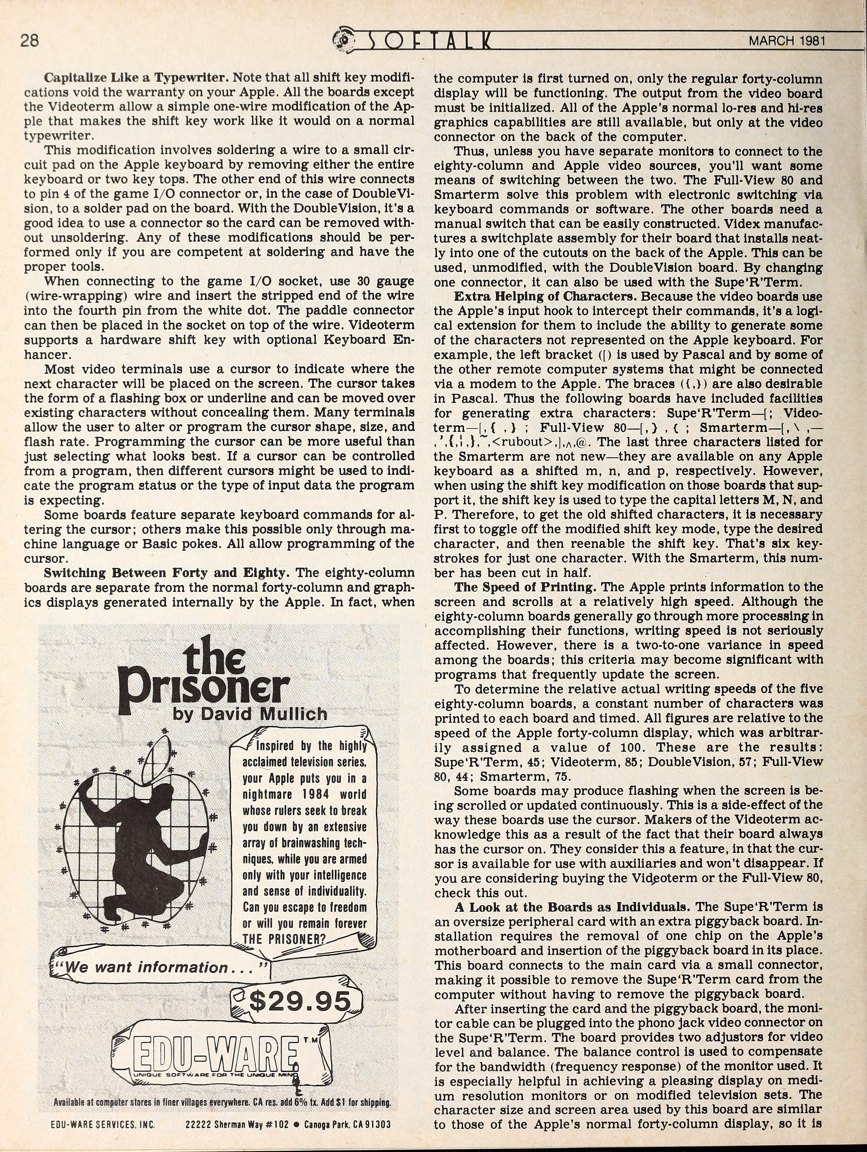 28
SOFTALK
MARCH 1981
Capitalize Like a Typewriter. Note that all shift key modifi-
cations void the warranty on your Apple. All the boards except
the Videoterm allow a simple one-wire modification of the Ap-
ple that makes the shift key work like it would on a normal
typewriter.
This modification involves soldering a wire to a small cir-
cuit pad on the Apple keyboard by removing either the entire
keyboard or two key tops. The other end of this wire connects
to pin 4 of the game I/O connector or, in the case of DoubleVi-
sion, to a solder pad on the board. With the DoubleVision, it's a
good idea to use a connector so the card can be removed with-
out unsoldering. Any of these modifications should be per-
formed only if you are competent at soldering and have the
proper tools.
When connecting to the game I/O socket, use 30 gauge
(wire-wrapping) wire and insert the stripped end of the wire
into the fourth pin from the white dot. The paddle connector
can then be placed in the socket on top of the wire. Videoterm
supports a hardware shift key with optional Keyboard En-
hancer.
Most video terminals use a cursor to indicate where the
next character will be placed on the screen. The cursor takes
the form of a flashing box or underline and can be moved over
existing characters without concealing them. Many terminals
allow the user to alter or program the cursor shape, size, and
flash rate. Programming the cursor can be more useful than
just selecting what looks best. If a cursor can be controlled
from a program, then different cursors might be used to indi-
cate the program status or the type of input data the program
is expecting.
Some boards feature separate keyboard commands for al-
tering the cursor; others make this possible only through ma-
chine language or Basic pokes. All allow programming of the
cursor.
Switching Between Forty and Eighty. The eighty-column
boards are separate from the normal forty-column and graph-
ics displays generated internally by the Apple. In fact, when
the
Prisoner
by David Mullich
Inspired by the highly
acclaimed television series,
your Apple puts you in a
nightmare 1984 world
whose rulers seek to break
you down by an extensive
array of brainwashing tech-
niques, while you are armed
only with your intelligence
and sense of individuality.
Can you escape to freedom
or will you remain forever
THE PRISONER?
"We want information . . . "
$29.95
EDU-WARE TM
UNIQUE SOFTWARE FOR THE UNIQUE MIND
Available at computer stores in finer villages everywhere. CA res. add 6% tx. Add $1 for shipping.
EDU-WARE SERVICES, INC. 22222 Sherman Way #102 ● Canoga Park, CA 91303
the computer is first turned on, only the regular forty-column
display will be functioning. The output from the video board
must be initialized. All of the Apple's normal lo-res and hi-res
graphics capabilities are still available, but only at the video
connector on the back of the computer.
Thus, unless you have separate monitors to connect to the
eighty-column and Apple video sources, you'll want some
means of switching between the two. The Full-View 80 and
Smarterm solve this problem with electronic switching via
keyboard commands or software. The other boards need a
manual switch that can be easily constructed. Videx manufac-
tures a switchplate assembly for their board that installs neat-
ly into one of the cutouts on the back of the Apple. This can be
used, unmodified, with the DoubleVision board. By changing
one connector, it can also be used with the Supe'R'Term.
Extra Helping of Characters. Because the video boards use
the Apple's input hook to intercept their commands, it's a logi-
cal extension for them to include the ability to generate some
of the characters not represented on the Apple keyboard. For
example, the left bracket ([) is used by Pascal and by some of
the other remote computer systems that might be connected
via a modem to the Apple. The braces ({,}) are also desirable
in Pascal. Thus the following boards have included facilities
for generating extra characters: Supe'R'Term—[; Video-
term—[, { , } ; Full-View 80—[, } , { ; Smarterm—[, \ ,—
, ',{,¦,},~,<rubout>,],^,@. The last three characters listed for
the Smarterm are not new—they are available on any Apple
keyboard as a shifted m, n, and p, respectively. However,
when using the shift key modification on those boards that sup-
port it, the shift key is used to type the capital letters M, N, and
P. Therefore, to get the old shifted characters, it is necessary
first to toggle off the modified shift key mode, type the desired
character, and then reenable the shift key. That's six key-
strokes for just one character. With the Smarterm, this num-
ber has been cut in half.
The Speed of Printing. The Apple prints information to the
screen and scrolls at a relatively high speed. Although the
eighty-column boards generally go through more processing in
accomplishing their functions, writing speed is not seriously
affected. However, there is a two-to-one variance in speed
among the boards; this criteria may become significant with
programs that frequently update the screen.
To determine the relative actual writing speeds of the five
eighty-column boards, a constant number of characters was
printed to each board and timed. All figures are relative to the
speed of the Apple forty-column display, which was arbitrar-
ily assigned a value of 100. These are the results:
Supe'R'Term, 45; Videoterm, 85; DoubleVision, 57; Full-View
80, 44; Smarterm, 75.
Some boards may produce flashing when the screen is be-
ing scrolled or updated continuously. This is a side-effect of the
way these boards use the cursor. Makers of the Videoterm ac-
knowledge this as a result of the fact that their board always
has the cursor on. They consider this a feature, in that the cur-
sor is available for use with auxiliaries and won't disappear. If
you are considering buying the Videoterm or the Full-View 80,
check this out.
A Look at the Boards as Individuals. The Supe'R'Term is
an oversize peripheral card with an extra piggyback board. In-
stallation requires the removal of one chip on the Apple's
motherboard and insertion of the piggyback board in its place.
This board connects to the main card via a small connector,
making it possible to remove the Supe'R'Term card from the
computer without having to remove the piggyback board.
After inserting the card and the piggyback board, the moni-
tor cable can be plugged into the phono jack video connector on
the Supe'R'Term. The board provides two adjustors for video
level and balance. The balance control is used to compensate
for the bandwidth (frequency response) of the monitor used. It
is especially helpful in achieving a pleasing display on medi-
um resolution monitors or on modified television sets. The
character size and screen area used by this board are similar
to those of the Apple's normal forty-column display, so it is